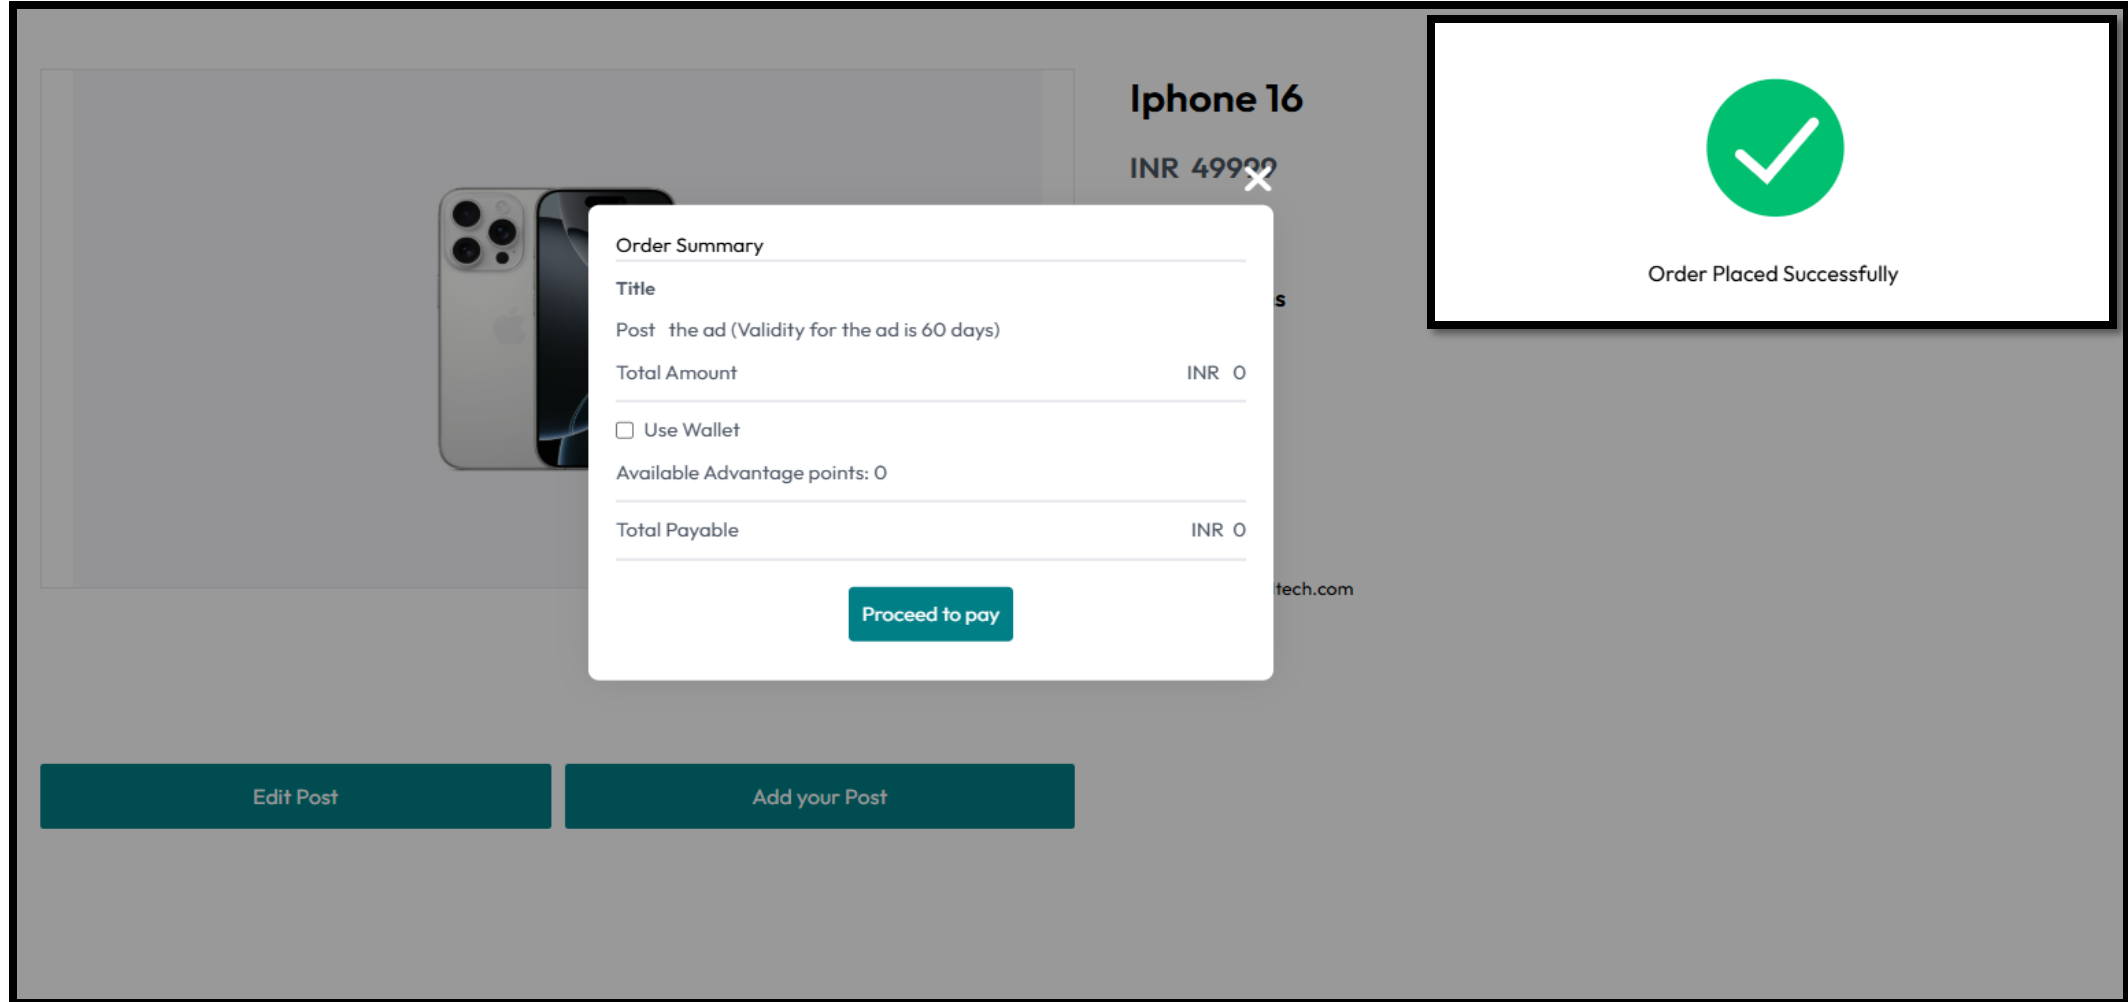 Iphone 16
INR 49999
Order Placed Successfully
Order Summary
Title
Post the ad (Validity for the ad is 60 days)
Total Amount INR 0
Use Wallet
Available Advantage points: 0
Total Payable INR 0
Proceed to pay
s
ltech.com
Edit Post
Add your Post